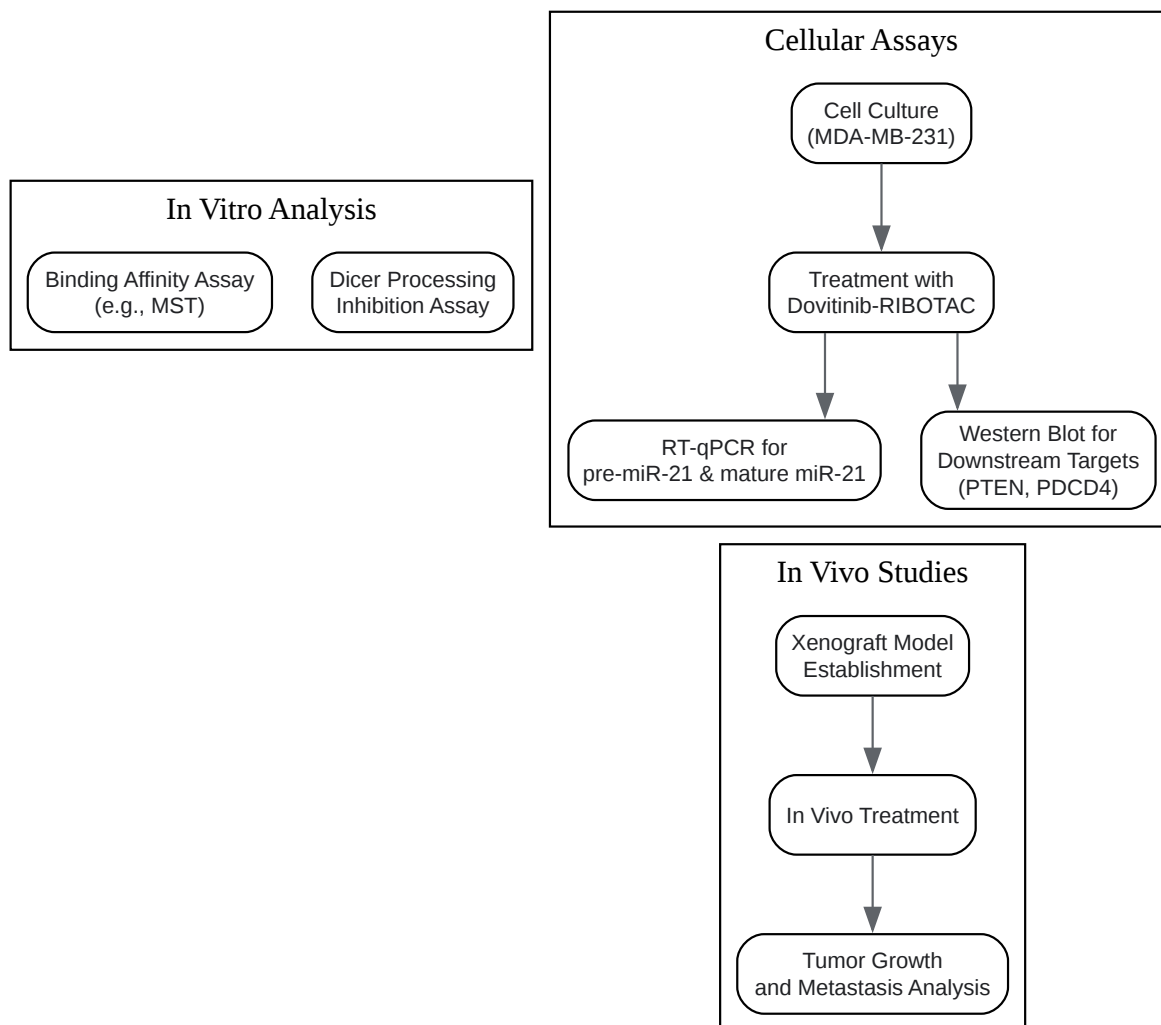 Cellular Assays
Cell Culture
(MDA-MB-231)
Treatment with
Dovitinib-RIBOTAC
RT-qPCR for
pre-miR-21 & mature miR-21
Western Blot for
Downstream Targets
(PTEN, PDCD4)
In Vitro Analysis
Binding Affinity Assay
(e.g., MST)
Dicer Processing
Inhibition Assay
In Vivo Studies
Xenograft Model
Establishment
In Vivo Treatment
Tumor Growth
and Metastasis Analysis